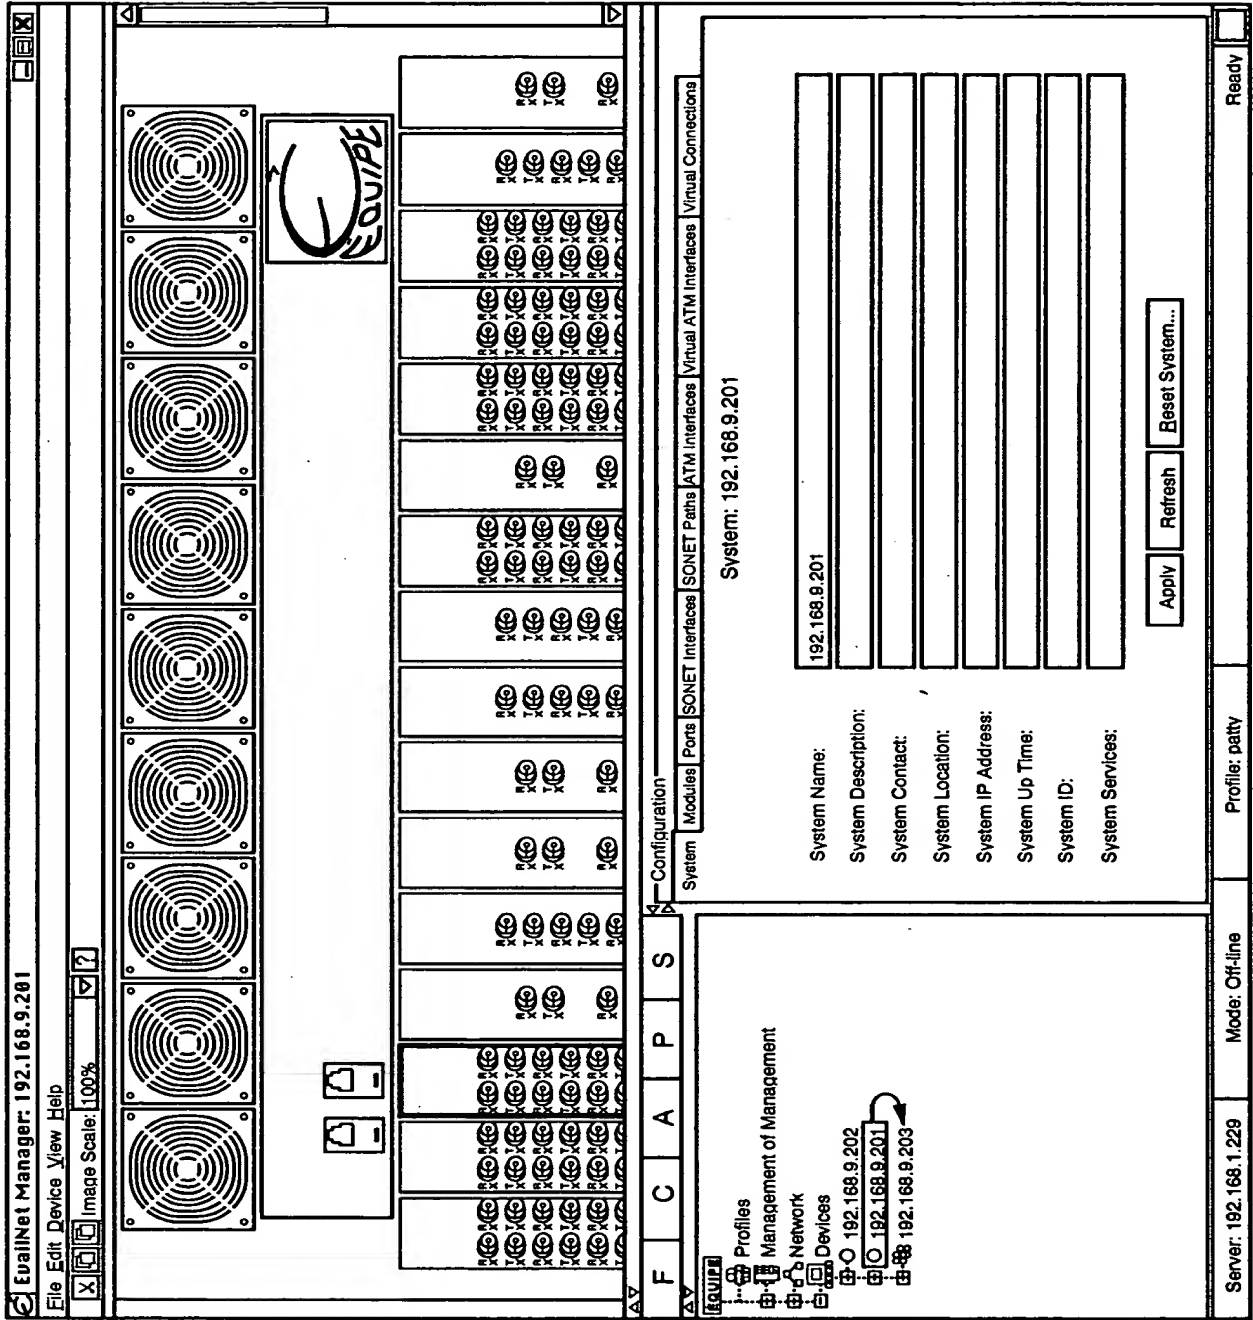 EvailNet Manager: 192.168.9.201
File Edit Device View Help
X Image Scale: 100% ?
EQUIPE
F C A P S
EQUIPE
Profiles
Management of Management
Network
Devices
192.168.9.202
192.168.9.201
192.168.9.203
Configuration
System Modules Ports SONET Interfaces SONET Paths ATM Interfaces Virtual ATM Interfaces Virtual Connections
System: 192.168.9.201
System Name: 192.168.9.201
System Description:
System Contact:
System Location:
System IP Address:
System Up Time:
System ID:
System Services:
Apply Refresh Reset System...
Server: 192.168.1.229 Mode: Off-line Profile: patty Ready